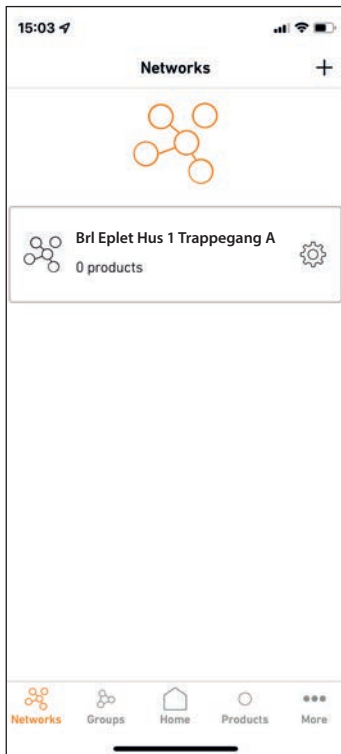 15:03
Networks +
Brl Eplet Hus 1 Trappegang A
0 products
Networks Groups Home Products More